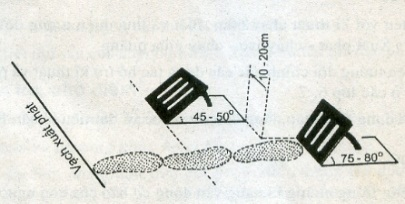 10 - 20cm
45 - 50°
75 - 80°
Vạch xuất phát